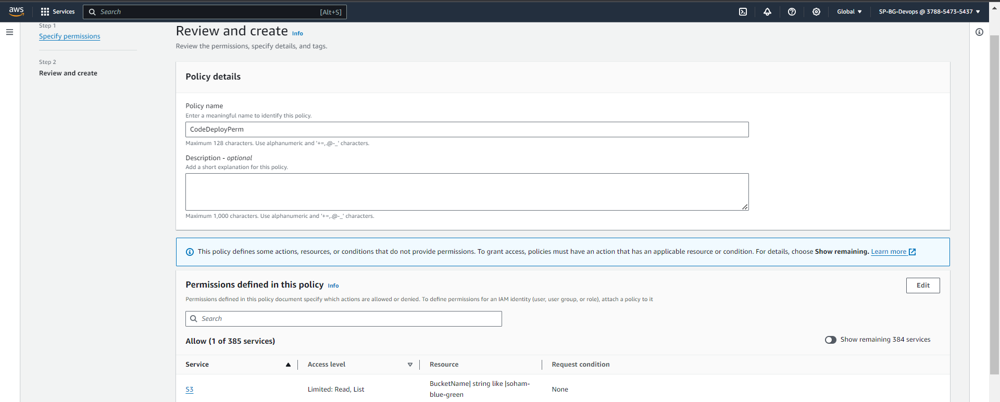 aws
Services
Search
[Alt+S]
Global
SP-BG-Devops @ 3788-5473-5437
Step 1
Specify permissions
Step 2
Review and create
Review and create Info
Review the permissions, specify details, and tags.
Policy details
Policy name
Enter a meaningful name to identify this policy.
CodeDeployPerm
Maximum 128 characters. Use alphanumeric and '+=,.@-_' characters.
Description - optional
Add a short explanation for this policy.
Maximum 1,000 characters. Use alphanumeric and '+=,.@-_' characters.
This policy defines some actions, resources, or conditions that do not provide permissions. To grant access, policies must have an action that has an applicable resource or condition. For details, choose Show remaining. Learn more
Permissions defined in this policy Info
Edit
Permissions defined in this policy document specify which actions are allowed or denied. To define permissions for an IAM identity (user, user group, or role), attach a policy to it
Search
Allow (1 of 385 services)
Show remaining 384 services
Service
Access level
Resource
Request condition
S3
Limited: Read, List
BucketName| string like |soham-
blue-green
None